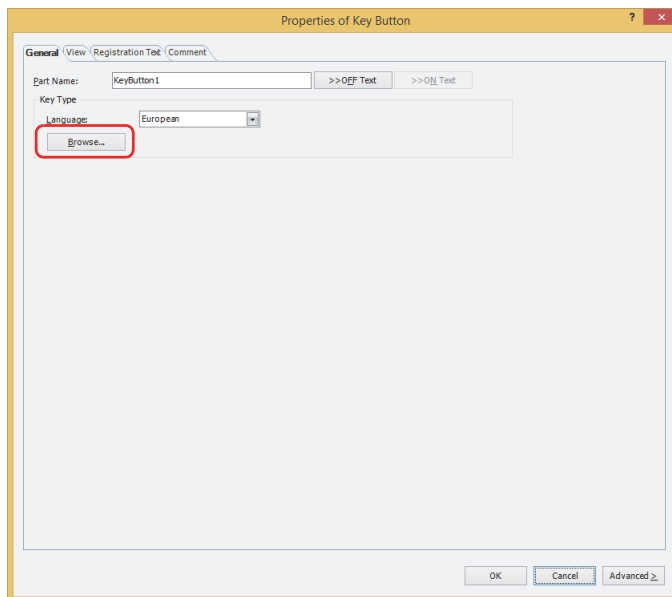 Properties of Key Button ? ×
General View Registration Text Comment
Part Name: KeyButton1 >>OFF Text >>ON Text
Key Type
Language: European
Browse...
OK Cancel Advanced >